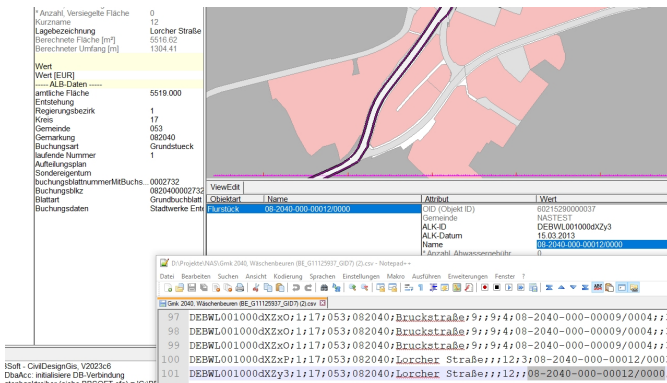 * Anzahl, Versiegelte Fläche 0
Kurzname 12
Lagebezeichnung Lorcher Straße
Berechnete Fläche [m²] 5516.62
Berechneter Umfang [m] 1304.41
Wert
Wert [EUR]
----- ALB-Daten -----
amtliche Fläche 5519.000
Entstehung
Regierungsbezirk 1
Kreis 17
Gemeinde 053
Gemarkung 082040
Buchungsart Grundstueck
laufende Nummer 1
Aufteilungsplan
Sondereigentum
buchungsblattnummerMitBuchs... 0002732
Buchungsblkz 0820400002732
Blattart Grundbuchblatt
Buchungsdaten Stadtwerke Ent
ViewEdit
Objektart Name Attribut Wert
Flurstück 08-2040-000-00012/0000 OID (Objekt ID) 60215290000037
Gemeinde NASTEST
ALK-ID DEBWL001000dXZy3
ALK-Datum 15.03.2013
Name 08-2040-000-00012/0000
* Anzahl Abwassergebühr 0
D:\Projekte\NAS\Gmk 2040, Wäschenbeuren (BE_G11125937_GID7) (2).csv - Notepad++
Datei Bearbeiten Suchen Ansicht Kodierung Sprachen Einstellungen Makro Ausführen Erweiterungen Fenster ?
Gmk 2040, Wäschenbeuren (BE_G11125937_GID7) (2).csv
97 DEBWL001000dXZxO;1;17;053;082040;Bruckstraße;9;;9;4;08-2040-000-00009/0004;;
98 DEBWL001000dXZxO;1;17;053;082040;Bruckstraße;9;;9;4;08-2040-000-00009/0004;;
99 DEBWL001000dXZxO;1;17;053;082040;Bruckstraße;9;;9;4;08-2040-000-00009/0004;;
100 DEBWL001000dXZxP;1;17;053;082040;Lorcher Straße;;;12;3;08-2040-000-00012/000
101 DEBWL001000dXZy3;1;17;053;082040;Lorcher Straße;;;12;;08-2040-000-00012/0000
Soft - CivilDesignGis, V2023c6
DbaAcc: initialisiere DB-Verbindung